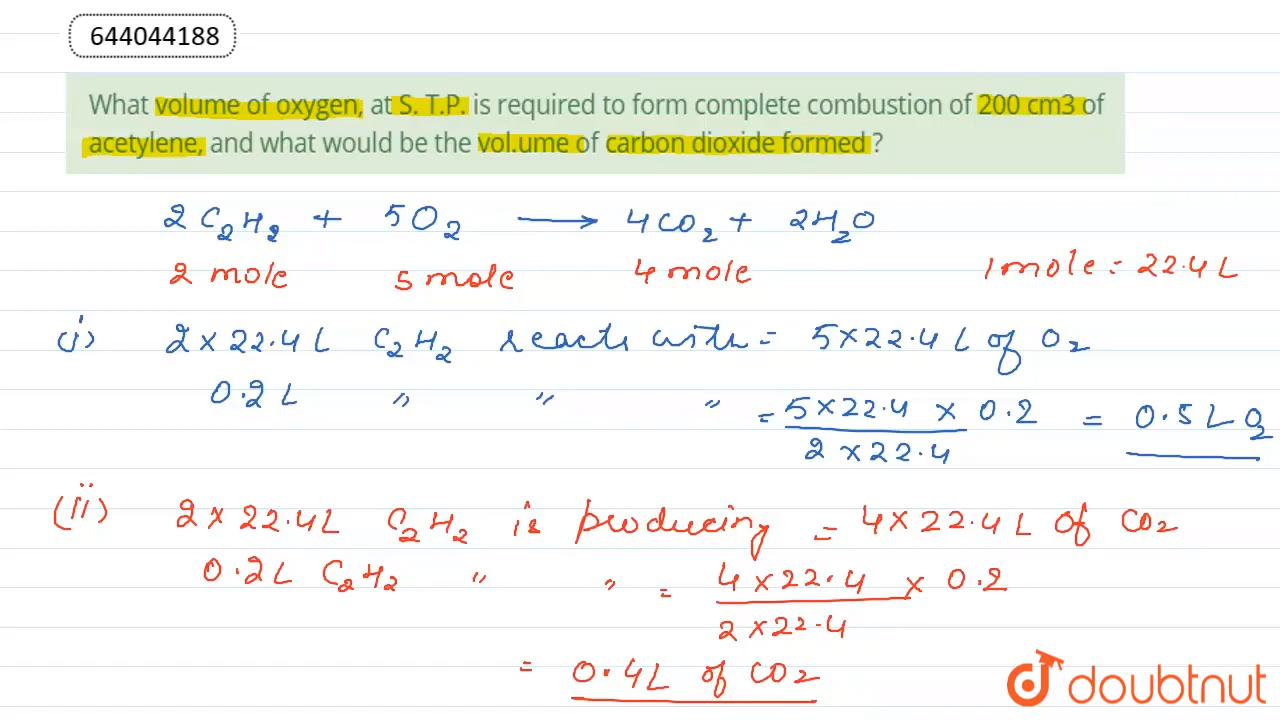 644044188
What volume of oxygen, at S. T.P. is required to form complete combustion of 200 cm3 of
acetylene, and what would be the vol.ume of carbon dioxide formed ?
2C₂H₂ + 5O₂ ⟶ 4CO₂ + 2H₂O
2 mole 5 mole 4 mole 1 mole = 22.4 L
(i) 2 × 22.4 L C₂H₂ reacts with = 5×22.4 L of O₂
0.2 L " " " = 5×22.4 × 0.2 / 2 × 22.4 = 0.5 L O₂
(ii) 2 × 22.4 L C₂H₂ is producing = 4 × 22.4 L of CO₂
0.2 L C₂H₂ " " = 4 × 22.4 × 0.2 / 2 × 22.4
= 0.4 L of CO₂
doubtnut